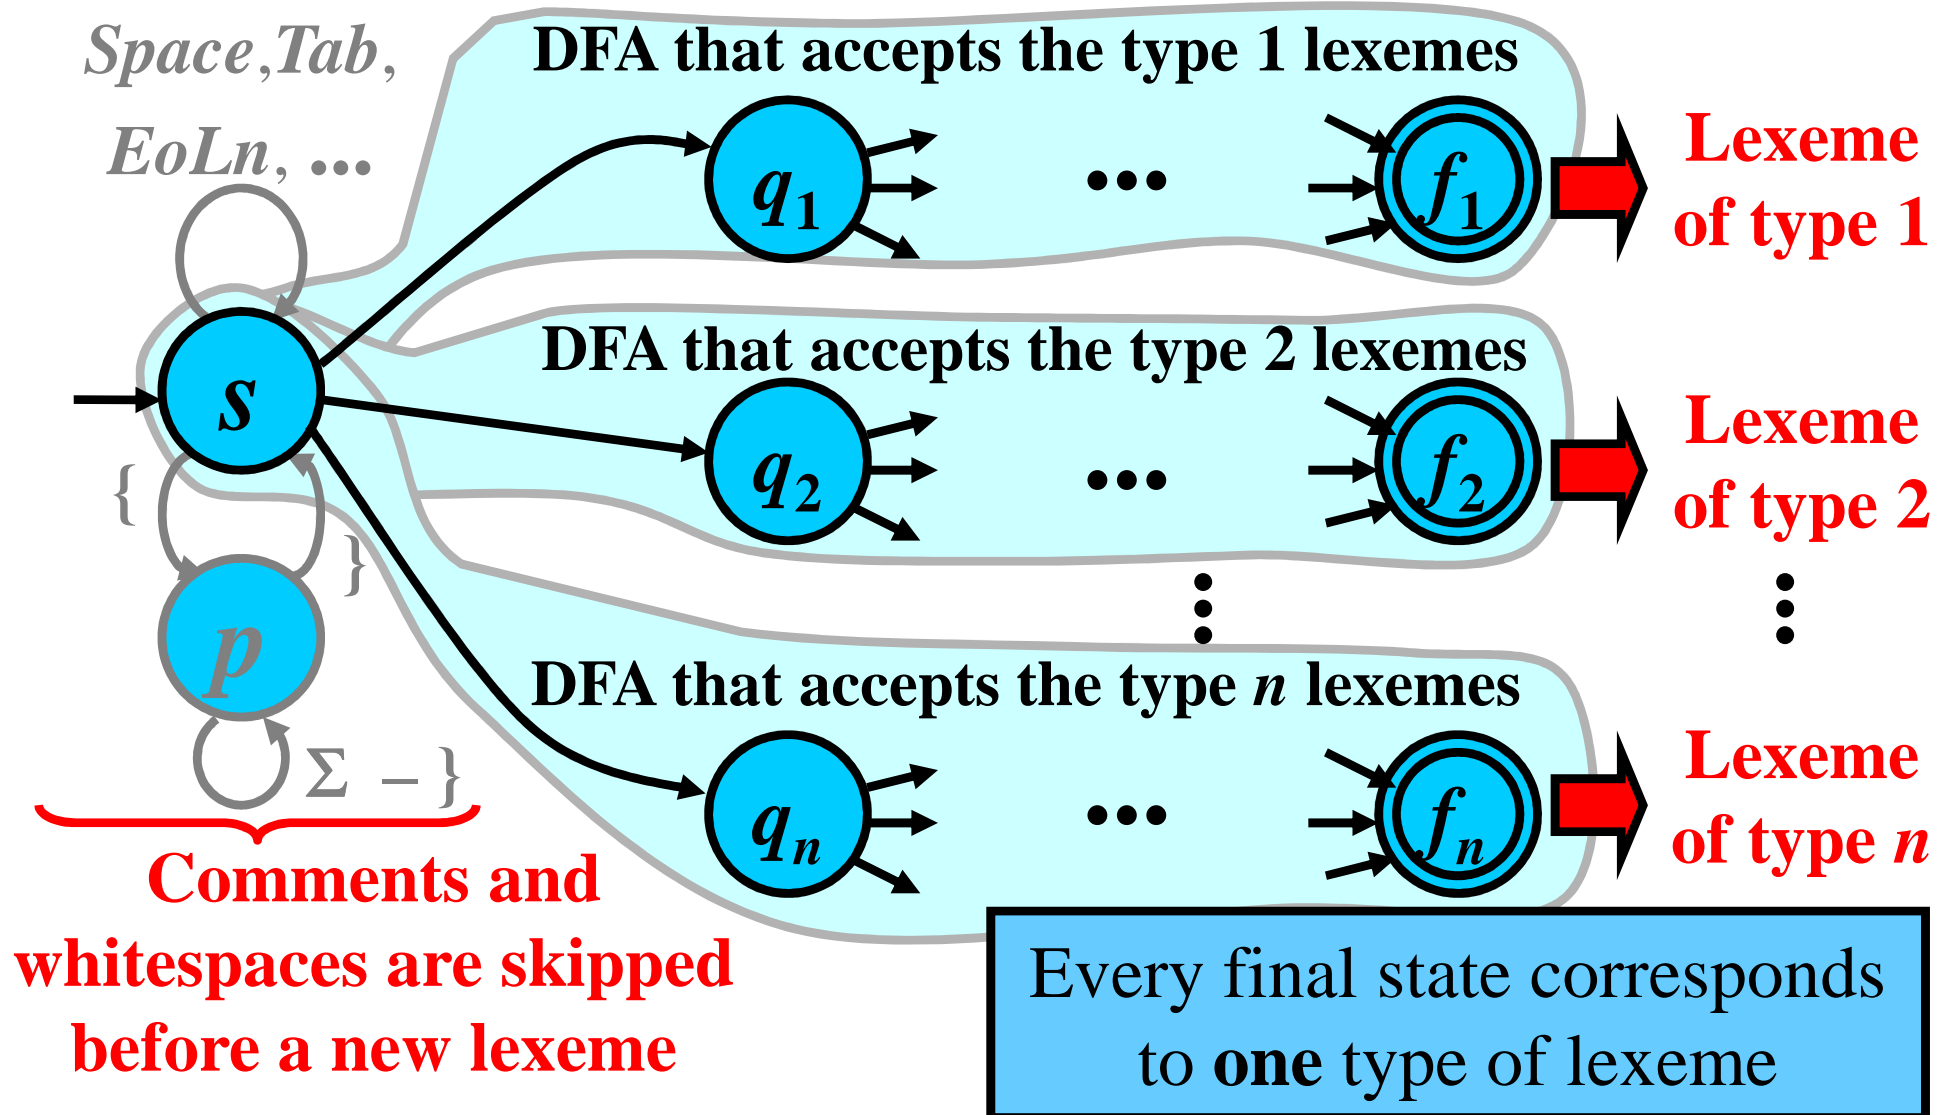 Space, Tab,
EoLn, ...
DFA that accepts the type 1 lexemes
q1
...
f1
Lexeme
of type 1
s
DFA that accepts the type 2 lexemes
q2
...
f2
Lexeme
of type 2
{
}
p
Σ – }
DFA that accepts the type n lexemes
qn
...
fn
Lexeme
of type n
Comments and
whitespaces are skipped
before a new lexeme
Every final state corresponds
to one type of lexeme